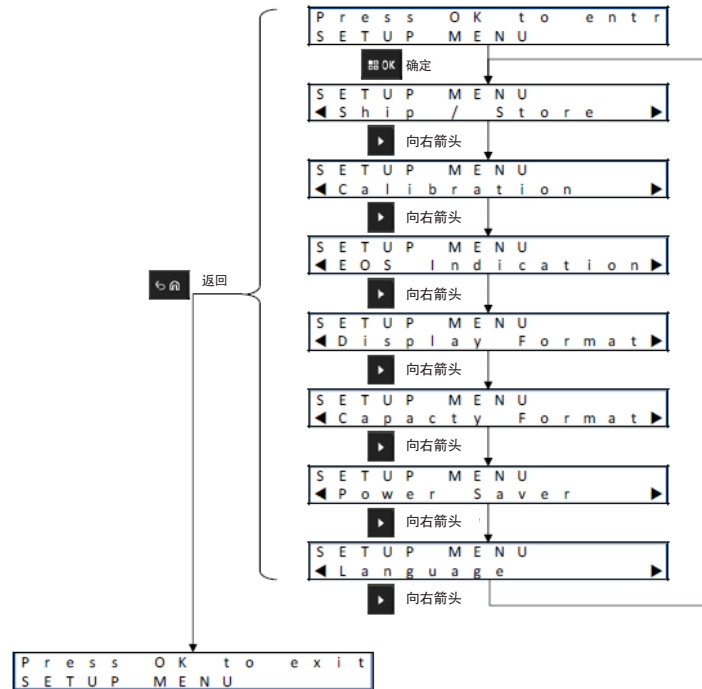 Press OK to entr
SETUP MENU
OK 确定
SETUP MENU
◀Ship / Store ▶
向右箭头
SETUP MENU
◀Calibration ▶
向右箭头
SETUP MENU
◀EOS Indication▶
向右箭头
返回
SETUP MENU
◀Display Format▶
向右箭头
SETUP MENU
◀Capacty Format▶
向右箭头
SETUP MENU
◀Power Saver ▶
向右箭头
SETUP MENU
◀Language ▶
向右箭头
Press OK to exit
SETUP MENU